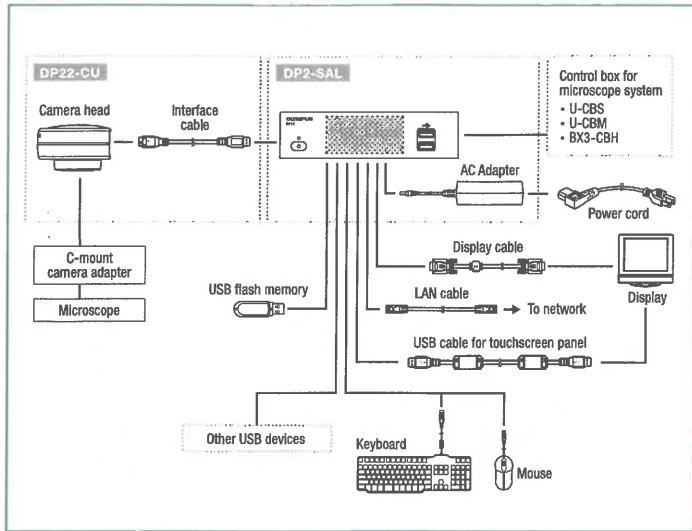 DP22-CU
DP2-SAL
Camera head
Interface
cable
OLYMPUS
Control box for
microscope system
• U-CBS
• U-CBM
• BX3-CBH
AC Adapter
Power cord
C-mount
camera adapter
Microscope
USB flash memory
Display cable
LAN cable
To network
Display
USB cable for touchscreen panel
Other USB devices
Keyboard
Mouse